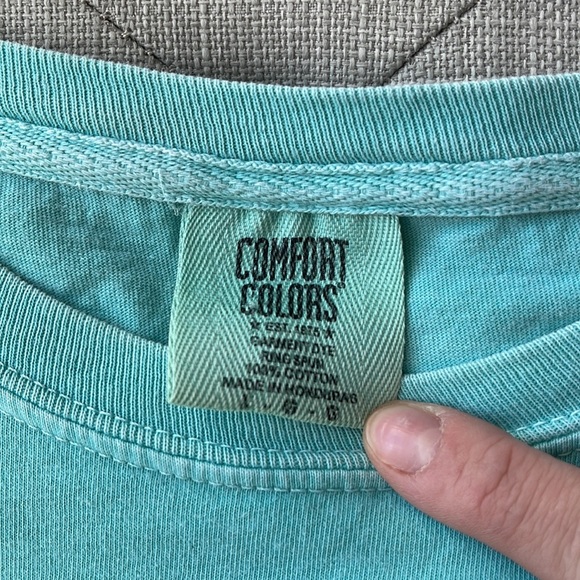 COMFORT
COLORS®
★ EST. 1975 ★
GARMENT DYE
RING SPUN
100% COTTON
MADE IN HONDURAS
L - G - G